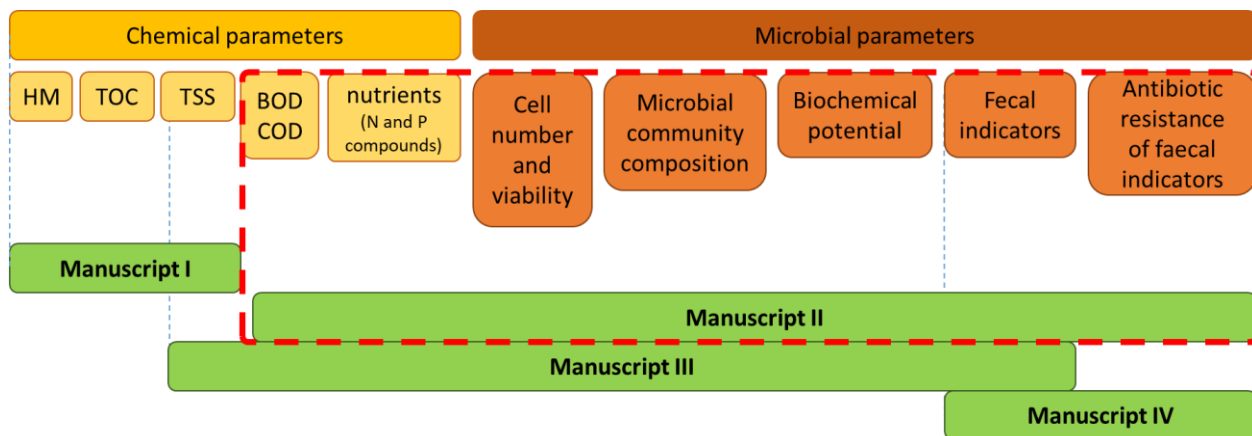 Chemical parameters
Microbial parameters
HM
TOC
TSS
BOD
COD
nutrients
(N and P
compounds)
Cell
number
and
viability
Microbial
community
composition
Biochemical
potential
Fecal
indicators
Antibiotic
resistance
of faecal
indicators
Manuscript I
Manuscript II
Manuscript III
Manuscript IV